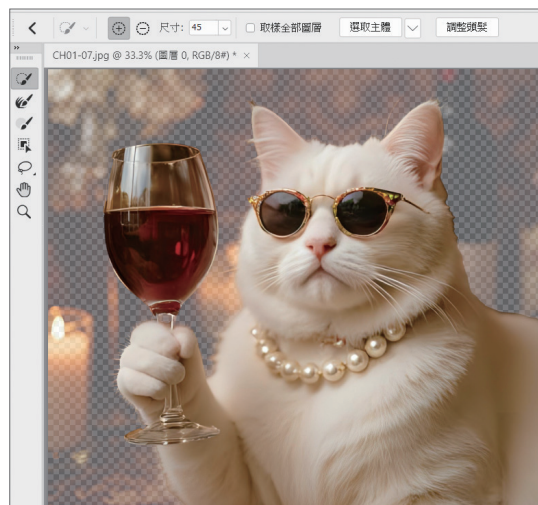 尺寸: 45 取樣全部圖層 選取主體 調整頭髮
CH01-07.jpg @ 33.3% (圖層 0, RGB/8#) * ×